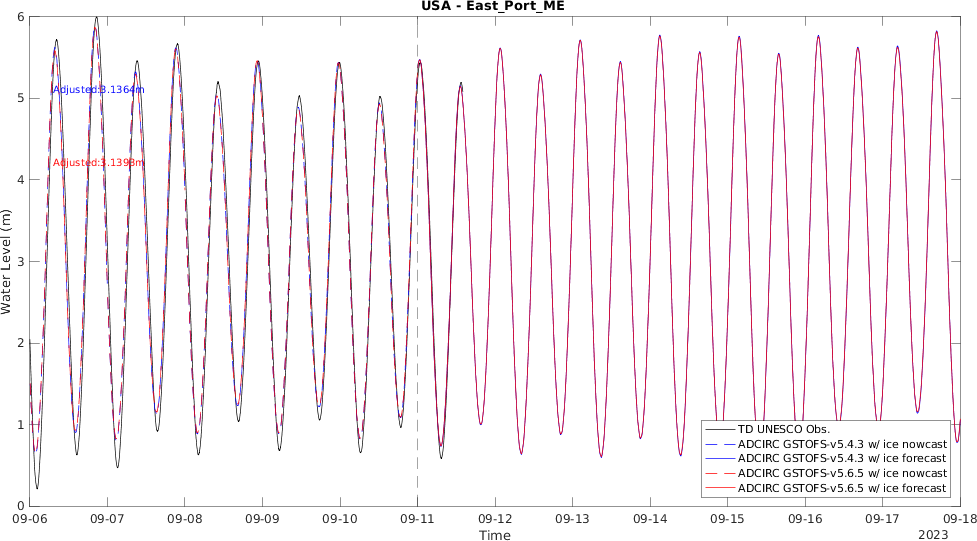 USA - East_Port_ME
6
5
4
3
2
1
0
Water Level (m)
Adjusted:3.1364m
Adjusted:3.1393m
TD UNESCO Obs.
ADCIRC GSTOFS-v5.4.3 w/ ice nowcast
ADCIRC GSTOFS-v5.4.3 w/ ice forecast
ADCIRC GSTOFS-v5.6.5 w/ ice nowcast
ADCIRC GSTOFS-v5.6.5 w/ ice forecast
09-06 09-07 09-08 09-09 09-10 09-11 09-12 09-13 09-14 09-15 09-16 09-17 09-18
Time
2023